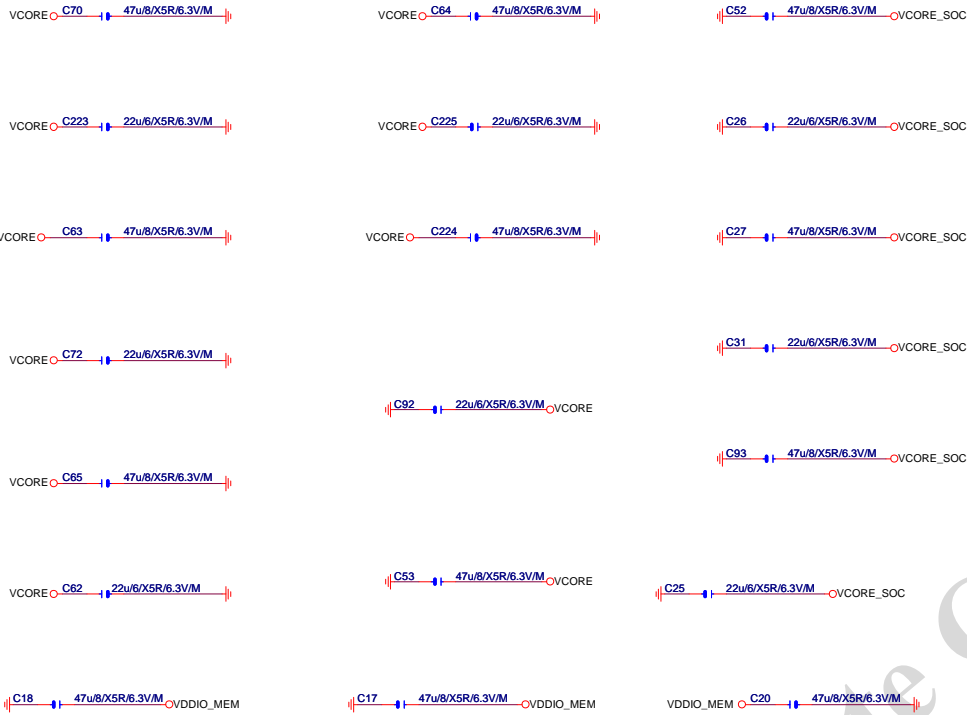 VCORE C70 47u/8/X5R/6.3V/M
VCORE C64 47u/8/X5R/6.3V/M
C52 47u/8/X5R/6.3V/M VCORE_SOC
VCORE C223 22u/6/X5R/6.3V/M
VCORE C225 22u/6/X5R/6.3V/M
C26 22u/6/X5R/6.3V/M VCORE_SOC
VCORE C63 47u/8/X5R/6.3V/M
VCORE C224 47u/8/X5R/6.3V/M
C27 47u/8/X5R/6.3V/M VCORE_SOC
VCORE C72 22u/6/X5R/6.3V/M
C31 22u/6/X5R/6.3V/M VCORE_SOC
C92 22u/6/X5R/6.3V/M VCORE
C93 47u/8/X5R/6.3V/M VCORE_SOC
VCORE C65 47u/8/X5R/6.3V/M
VCORE C62 22u/6/X5R/6.3V/M
C53 47u/8/X5R/6.3V/M VCORE
C25 22u/6/X5R/6.3V/M VCORE_SOC
C18 47u/8/X5R/6.3V/M VDDIO_MEM
C17 47u/8/X5R/6.3V/M VDDIO_MEM
VDDIO_MEM C20 47u/8/X5R/6.3V/M